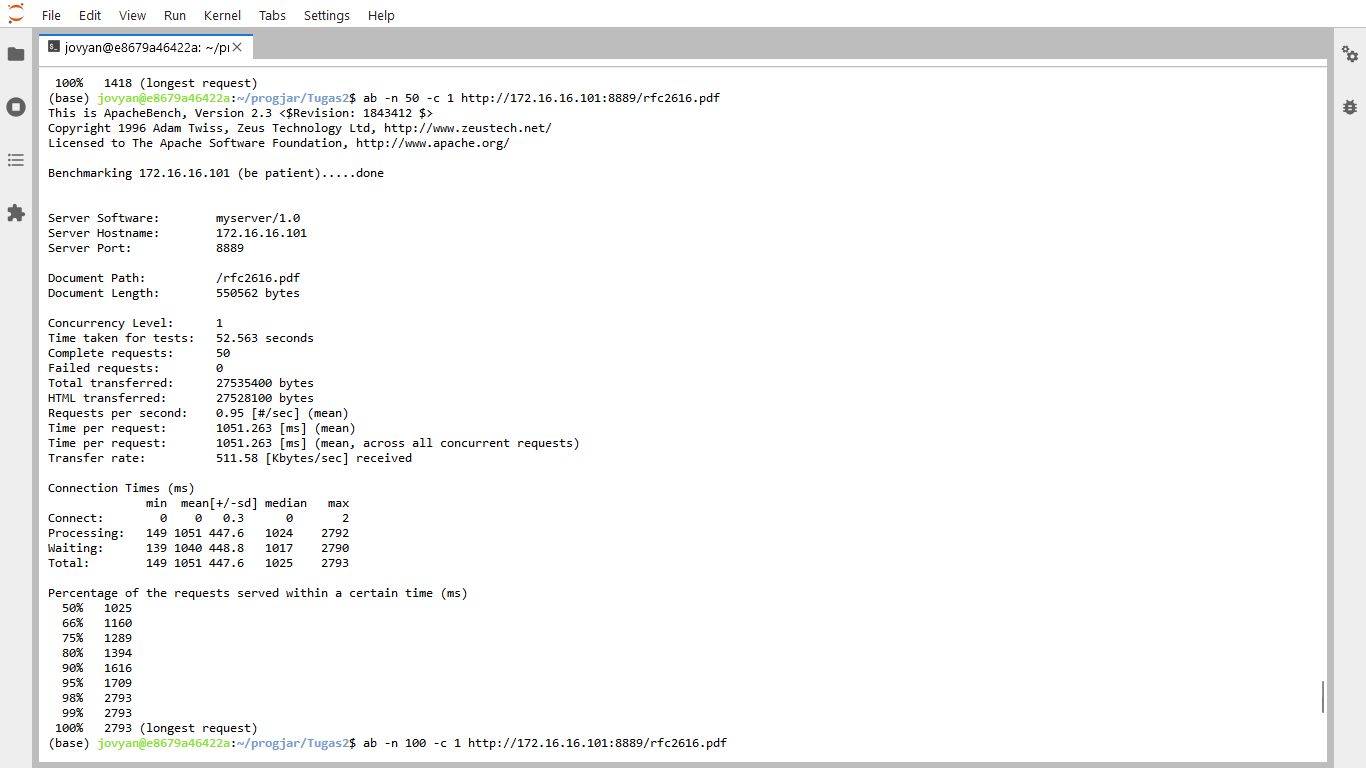 File Edit View Run Kernel Tabs Settings Help
jovyan@e8679a46422a: ~/pr
100% 1418 (longest request)
(base) jovyan@e8679a46422a:~/progjar/Tugas2$ ab -n 50 -c 1 http://172.16.16.101:8889/rfc2616.pdf
This is ApacheBench, Version 2.3 <$Revision: 1843412 $>
Copyright 1996 Adam Twiss, Zeus Technology Ltd, http://www.zeustech.net/
Licensed to The Apache Software Foundation, http://www.apache.org/
Benchmarking 172.16.16.101 (be patient).....done
Server Software: myserver/1.0
Server Hostname: 172.16.16.101
Server Port: 8889
Document Path: /rfc2616.pdf
Document Length: 550562 bytes
Concurrency Level: 1
Time taken for tests: 52.563 seconds
Complete requests: 50
Failed requests: 0
Total transferred: 27535400 bytes
HTML transferred: 27528100 bytes
Requests per second: 0.95 [#/sec] (mean)
Time per request: 1051.263 [ms] (mean)
Time per request: 1051.263 [ms] (mean, across all concurrent requests)
Transfer rate: 511.58 [Kbytes/sec] received
Connection Times (ms)
min mean[+/-sd] median max
Connect: 0 0 0.3 0 2
Processing: 149 1051 447.6 1024 2792
Waiting: 139 1040 448.8 1017 2790
Total: 149 1051 447.6 1025 2793
Percentage of the requests served within a certain time (ms)
50% 1025
66% 1160
75% 1289
80% 1394
90% 1616
95% 1709
98% 2793
99% 2793
100% 2793 (longest request)
(base) jovyan@e8679a46422a:~/progjar/Tugas2$ ab -n 100 -c 1 http://172.16.16.101:8889/rfc2616.pdf